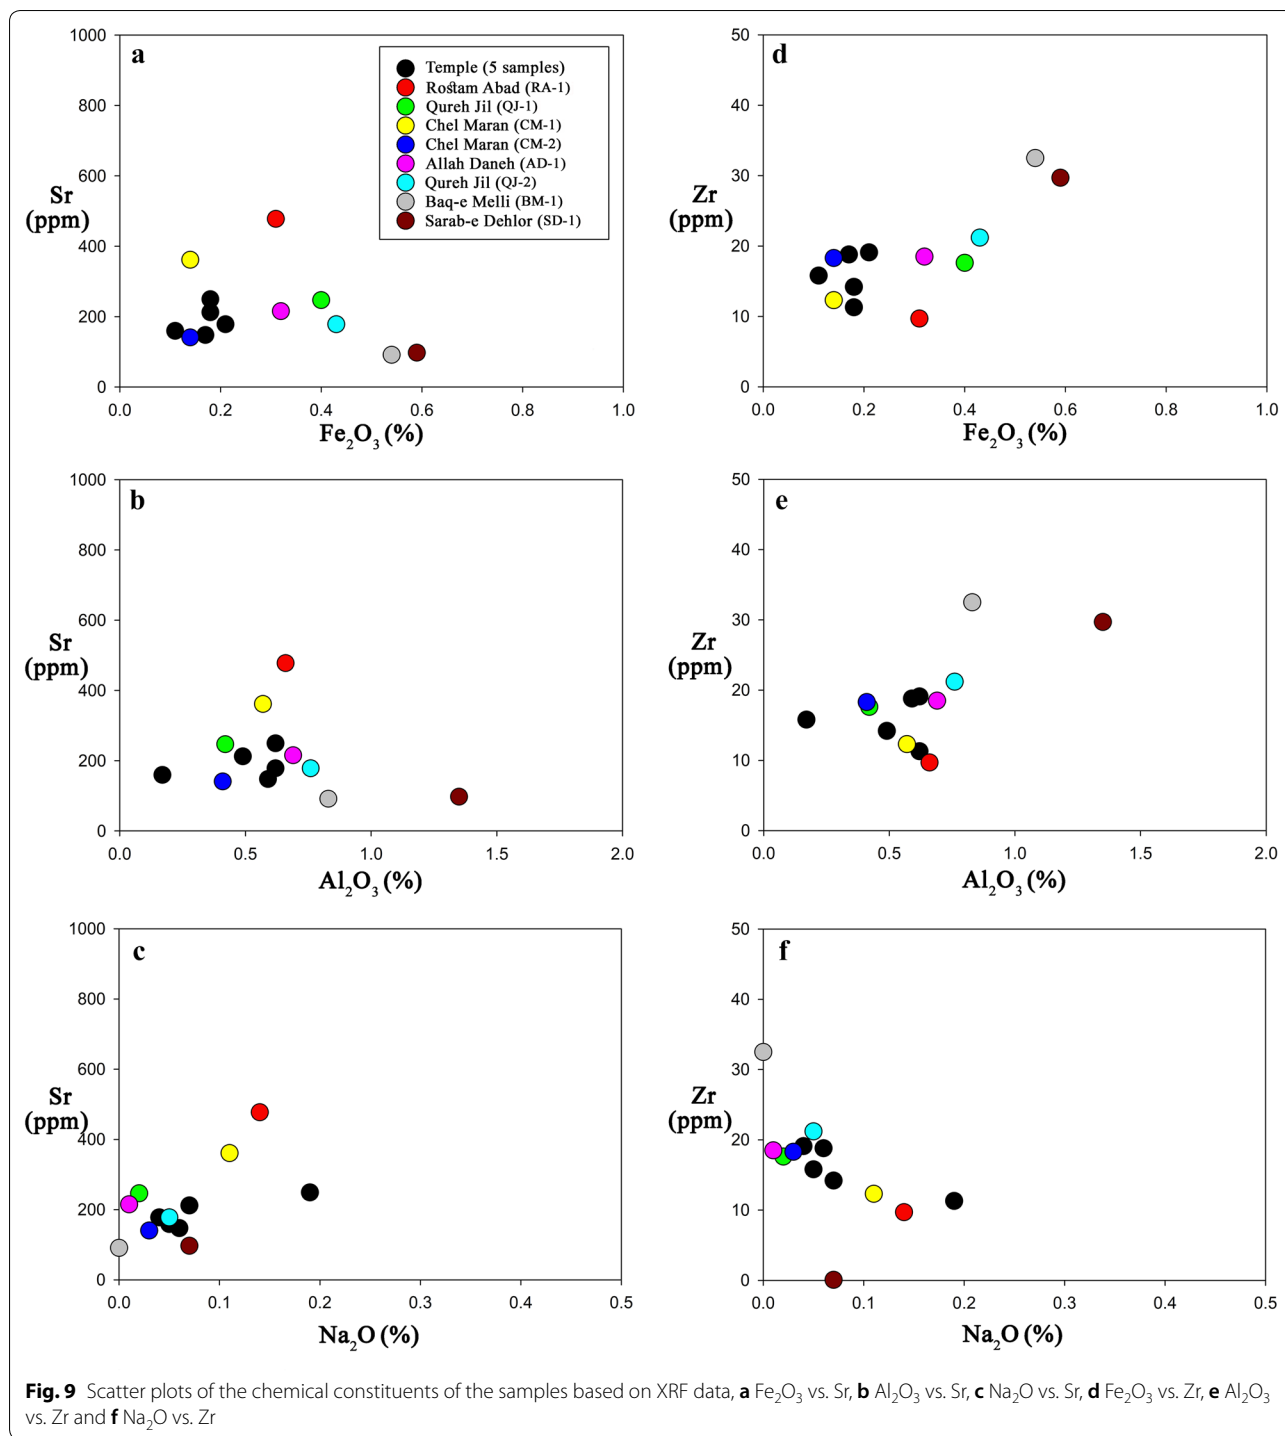 a
1000
800
600
400
200
0
Sr
(ppm)
Temple (5 samples)
Rostam Abad (RA-1)
Qureh Jil (QJ-1)
Chel Maran (CM-1)
Chel Maran (CM-2)
Allah Daneh (AD-1)
Qureh Jil (QJ-2)
Baq-e Melli (BM-1)
Sarab-e Dehlor (SD-1)
0.0 0.2 0.4 0.6 0.8 1.0
Fe₂O₃ (%)
d
50
40
30
20
10
0
Zr
(ppm)
0.0 0.2 0.4 0.6 0.8 1.0
Fe₂O₃ (%)
b
1000
800
600
400
200
0
Sr
(ppm)
0.0 0.5 1.0 1.5 2.0
Al₂O₃ (%)
e
50
40
30
20
10
0
Zr
(ppm)
0.0 0.5 1.0 1.5 2.0
Al₂O₃ (%)
c
1000
800
600
400
200
0
Sr
(ppm)
0.0 0.1 0.2 0.3 0.4 0.5
Na₂O (%)
f
50
40
30
20
10
0
Zr
(ppm)
0.0 0.1 0.2 0.3 0.4 0.5
Na₂O (%)
Fig. 9 Scatter plots of the chemical constituents of the samples based on XRF data, a Fe₂O₃ vs. Sr, b Al₂O₃ vs. Sr, c Na₂O vs. Sr, d Fe₂O₃ vs. Zr, e Al₂O₃
vs. Zr and f Na₂O vs. Zr